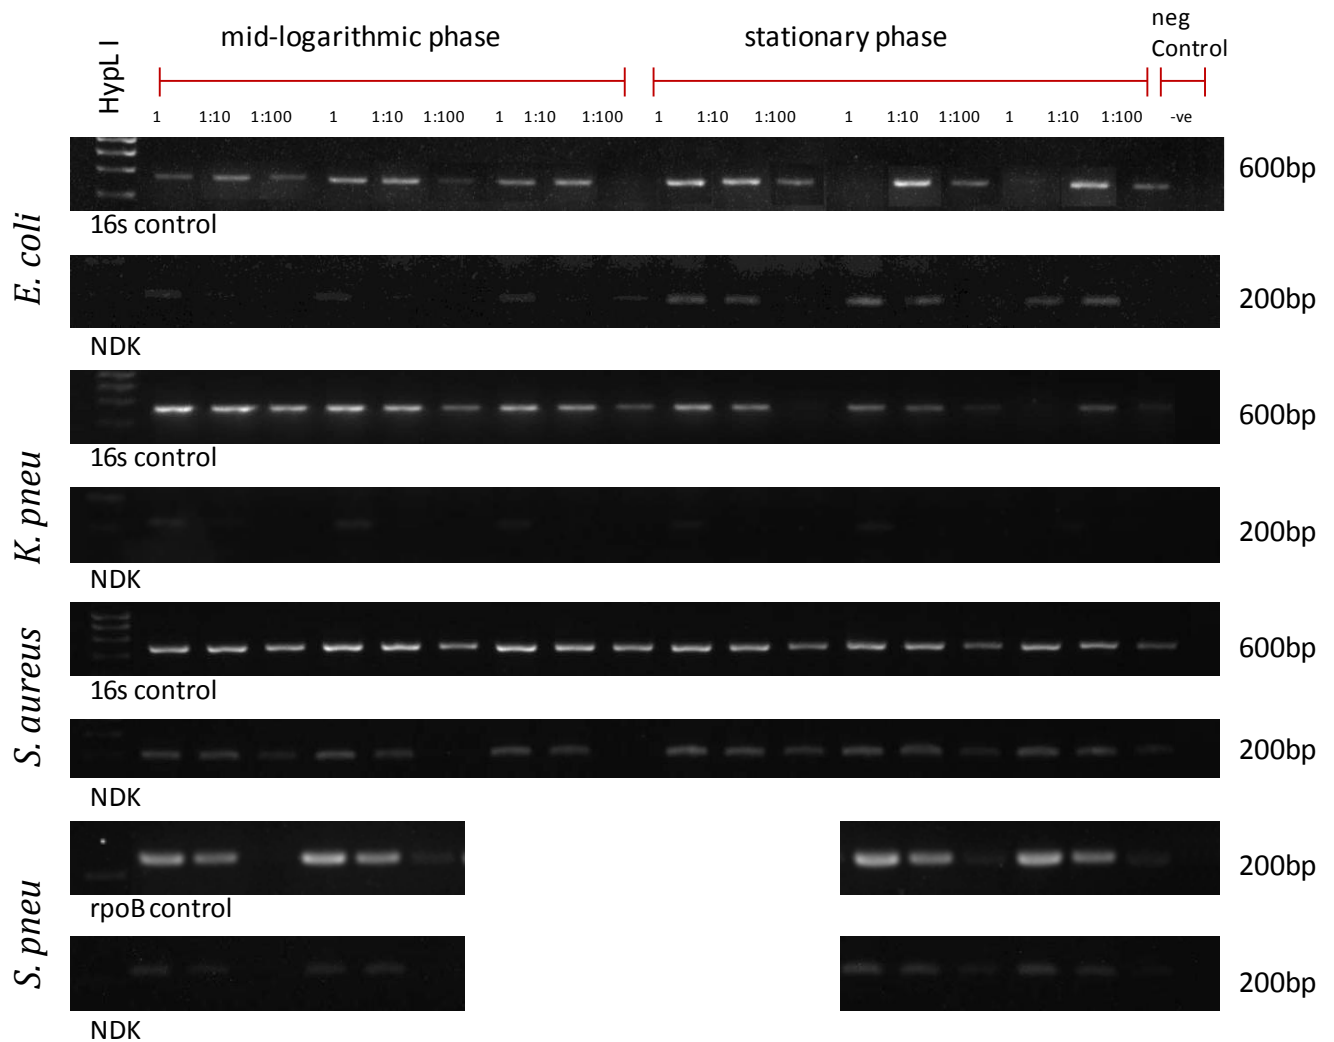 HypL I
mid-logarithmic phase
stationary phase
neg
Control
1 1:10 1:100 1 1:10 1:100 1 1:10 1:100 1 1:10 1:100 1 1:10 1:100 1 1:10 1:100 -ve
E. coli
600bp
16s control
200bp
NDK
K. pneu
600bp
16s control
200bp
NDK
S. aureus
600bp
16s control
200bp
NDK
S. pneu
200bp
rpoB control
200bp
NDK